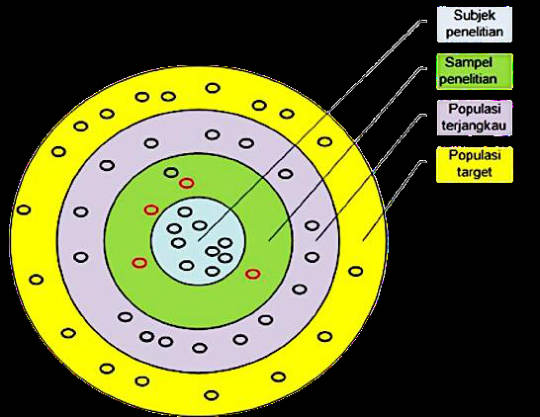 Subjek
penelitian
Sampel
penelitian
Populasi
terjangkau
Populasi
target